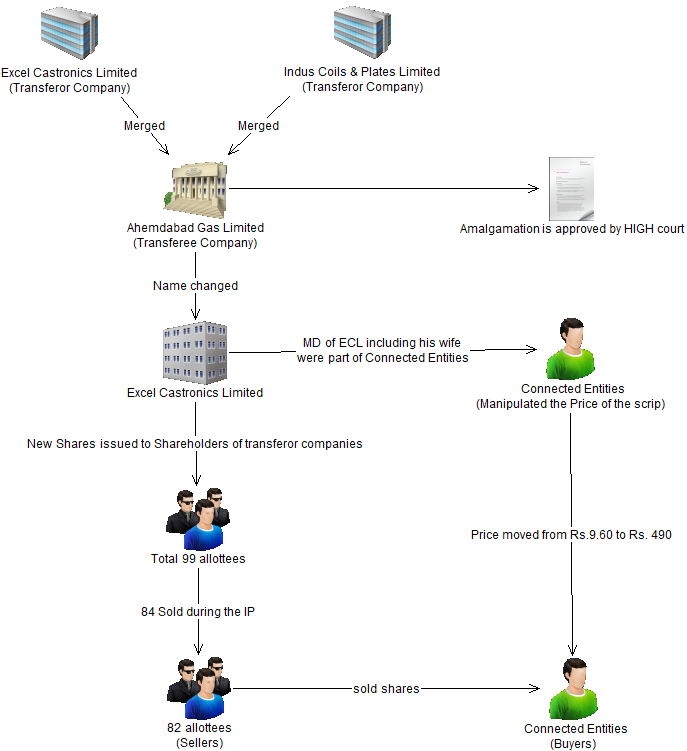 Excel Castronics Limited
(Transferor Company)
Indus Coils & Plates Limited
(Transferor Company)
Merged
Merged
Ahemdabad Gas Limited
(Transferee Company)
Amalgamation is approved by HIGH court
Name changed
MD of ECL including his wife
were part of Connected Entities
Excel Castronics Limited
Connected Entities
(Manipulated the Price of the scrip)
New Shares issued to Shareholders of transferor companies
Price moved from Rs.9.60 to Rs. 490
Total 99 allottees
84 Sold during the IP
sold shares
82 allottees
(Sellers)
Connected Entities
(Buyers)